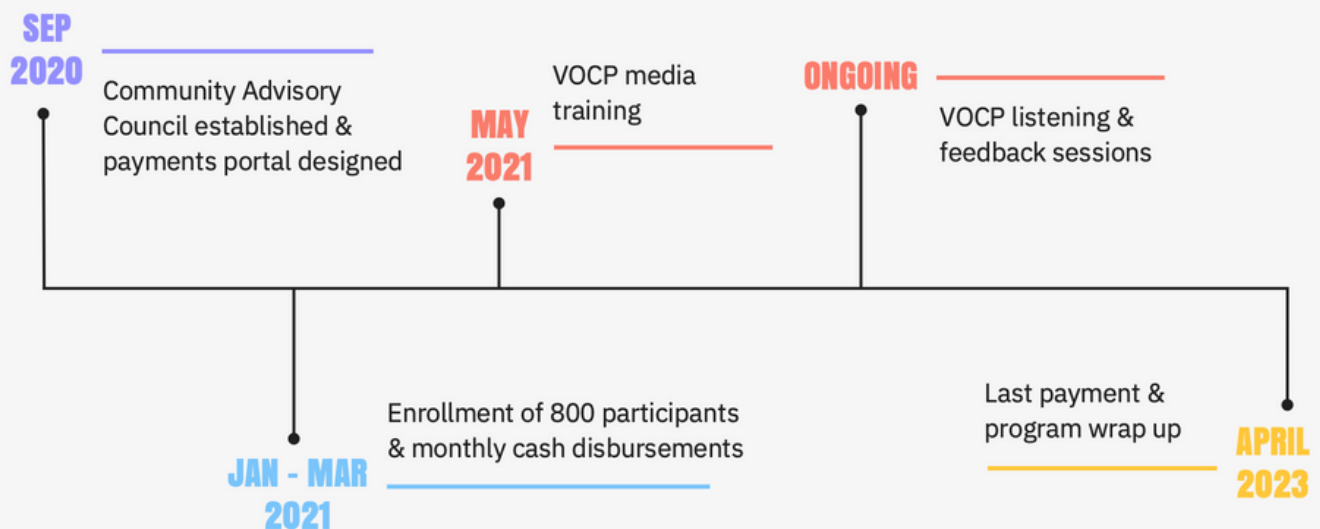 SEP
2020
Community Advisory
Council established &
payments portal designed
JAN - MAR
2021
Enrollment of 800 participants
& monthly cash disbursements
MAY
2021
VOCP media
training
ONGOING
VOCP listening &
feedback sessions
Last payment &
program wrap up
APRIL
2023